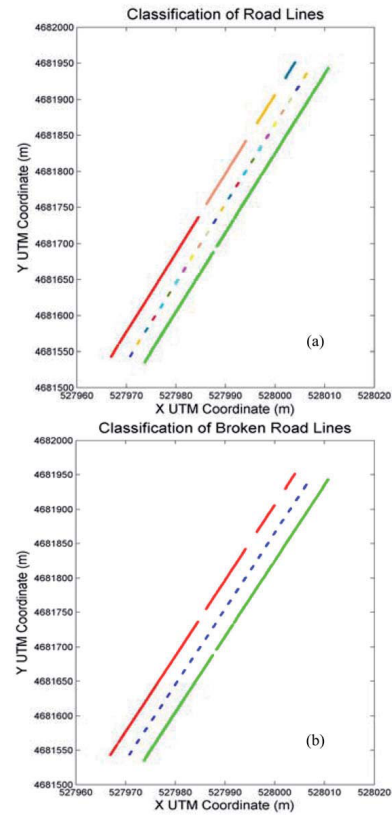 Classification of Road Lines
4682000
4681950
4681900
4681850
4681800
4681750
4681700
4681650
4681600
4681550
4681500
Y UTM Coordinate (m)
(a)
527960 527970 527980 527990 528000 528010 528020
X UTM Coordinate (m)
Classification of Broken Road Lines
4682000
4681950
4681900
4681850
4681800
4681750
4681700
4681650
4681600
4681550
4681500
Y UTM Coordinate (m)
(b)
527960 527970 527980 527990 528000 528010 528020
X UTM Coordinate (m)